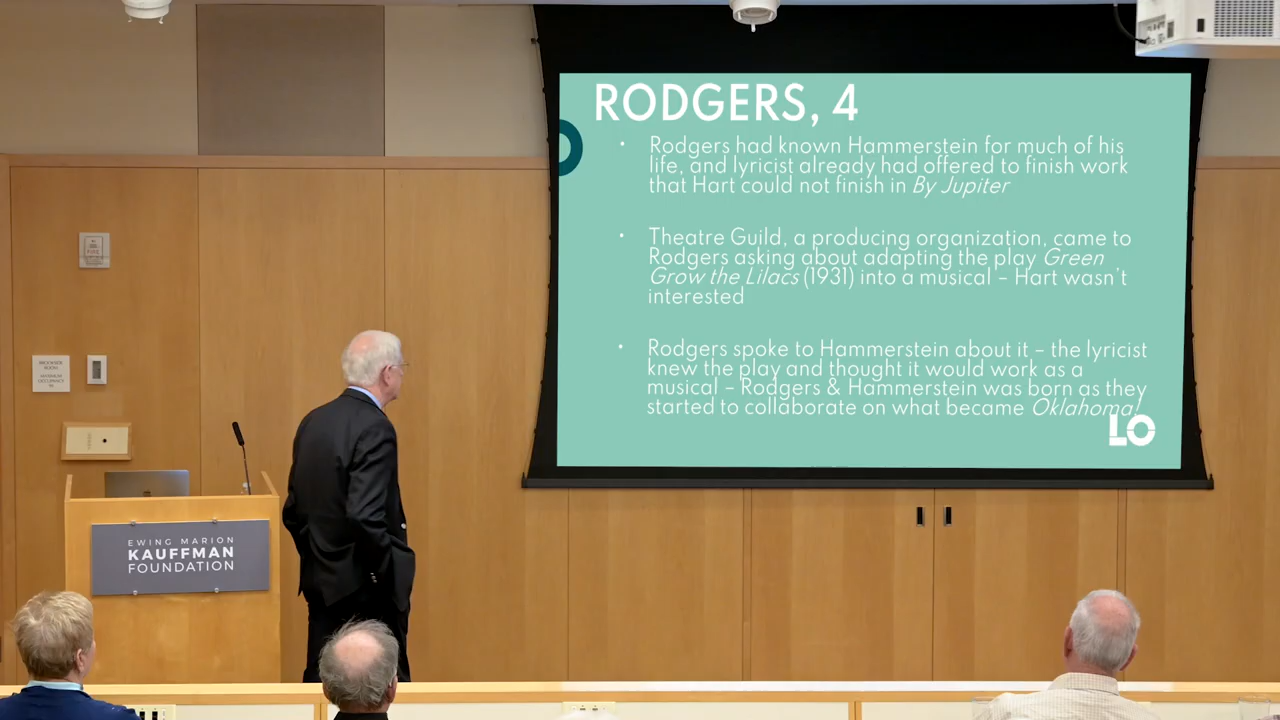 RODGERS, 4
• Rodgers had known Hammerstein for much of his
life, and lyricist already had offered to finish work
that Hart could not finish in By Jupiter
• Theatre Guild, a producing organization, came to
Rodgers asking about adapting the play Green
Grow the Lilacs (1931) into a musical – Hart wasn't
interested
• Rodgers spoke to Hammerstein about it – the lyricist
knew the play and thought it would work as a
musical – Rodgers & Hammerstein was born as they
started to collaborate on what became Oklahoma!
LO
FIRE
EWING MARION
KAUFFMAN
FOUNDATION